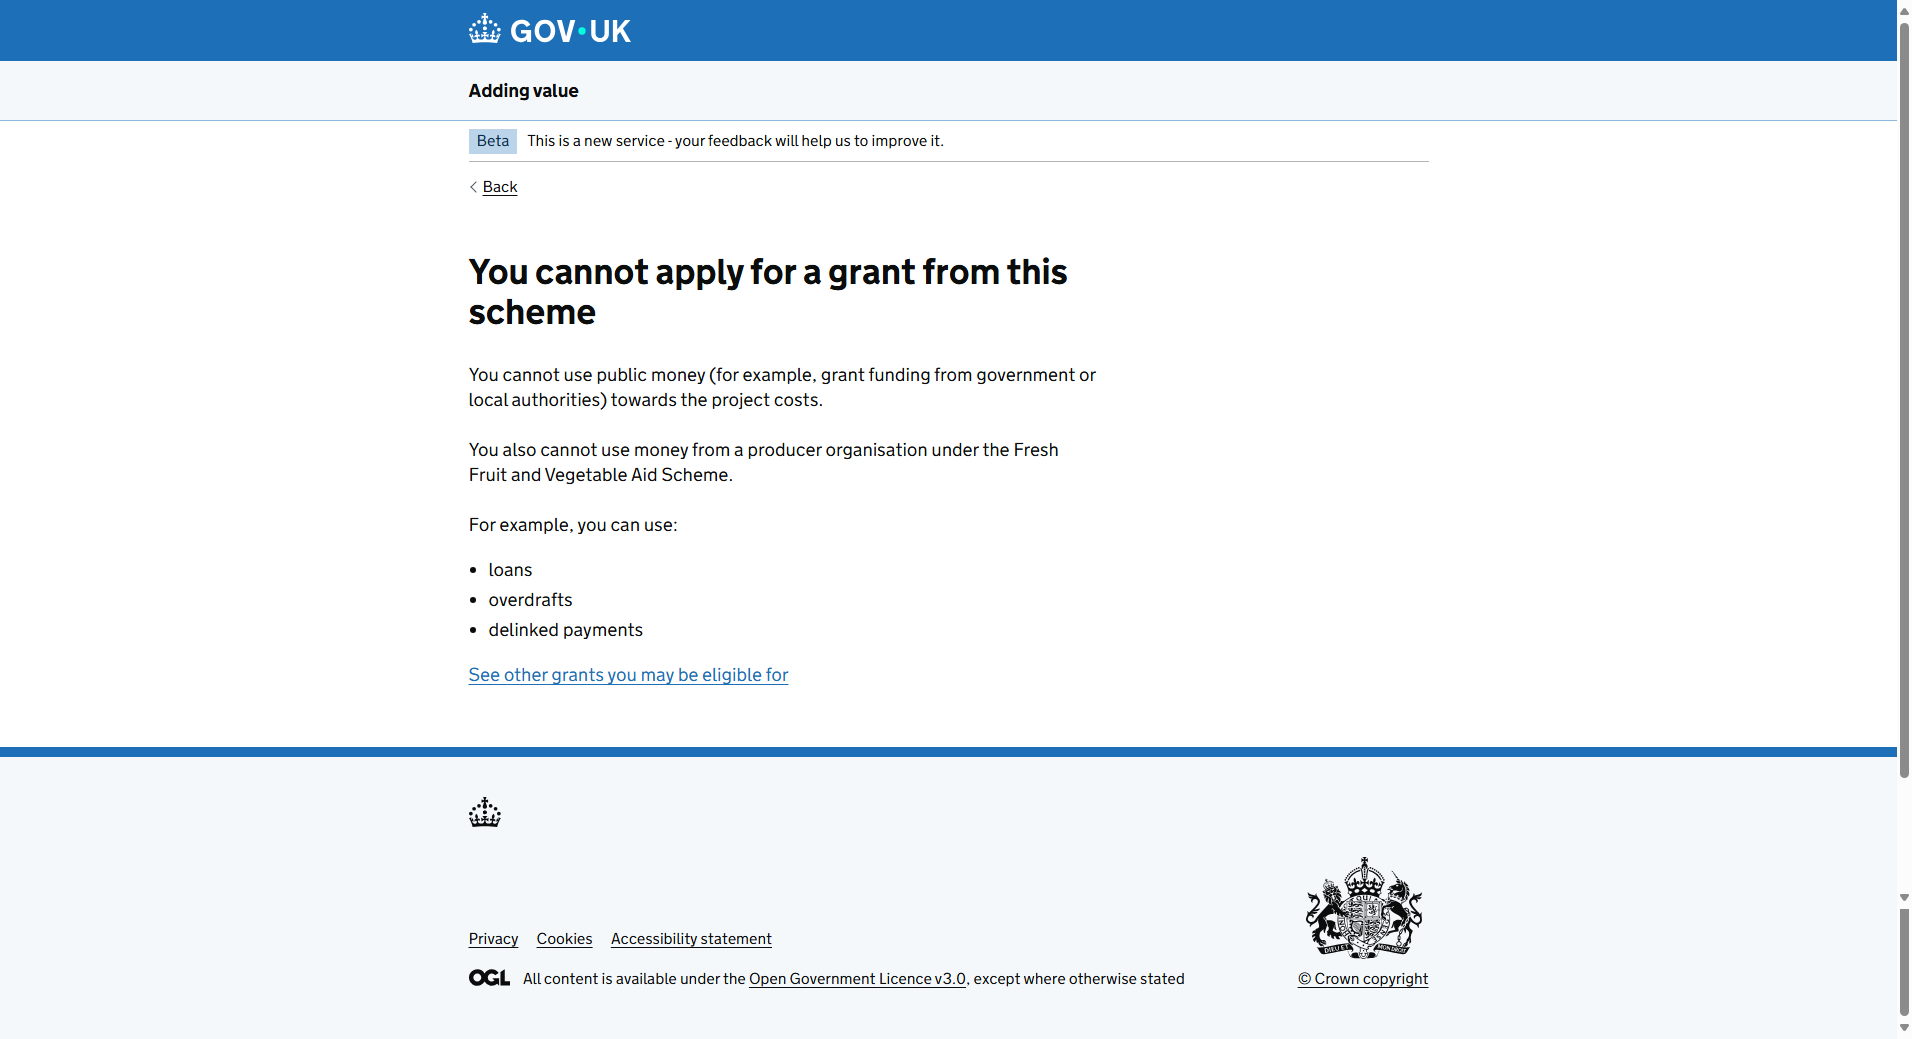 GOV·UK
Adding value
Beta This is a new service - your feedback will help us to improve it.
Back
You cannot apply for a grant from this
scheme
You cannot use public money (for example, grant funding from government or
local authorities) towards the project costs.
You also cannot use money from a producer organisation under the Fresh
Fruit and Vegetable Aid Scheme.
For example, you can use:
• loans
• overdrafts
• delinked payments
See other grants you may be eligible for
Privacy Cookies Accessibility statement
OGL All content is available under the Open Government Licence v3.0, except where otherwise stated
© Crown copyright